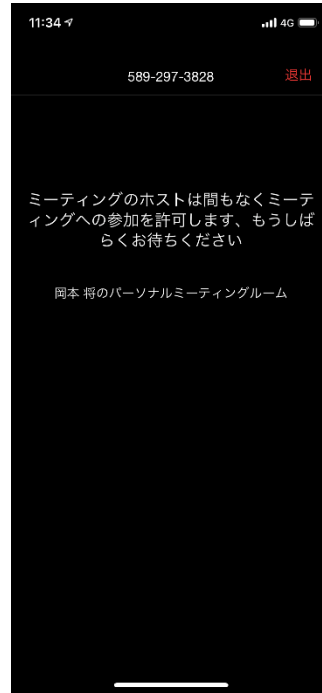 11:34
4G
589-297-3828
退出
ミーティングのホストは間もなくミーテ
ィングへの参加を許可します、もうしば
らくお待ちください
岡本 将のパーソナルミーティングルーム